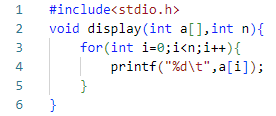 1 #include<stdio.h>
2 void display(int a[],int n){
3     for(int i=0;i<n;i++){
4         printf("%d\t",a[i]);
5     }
6 }